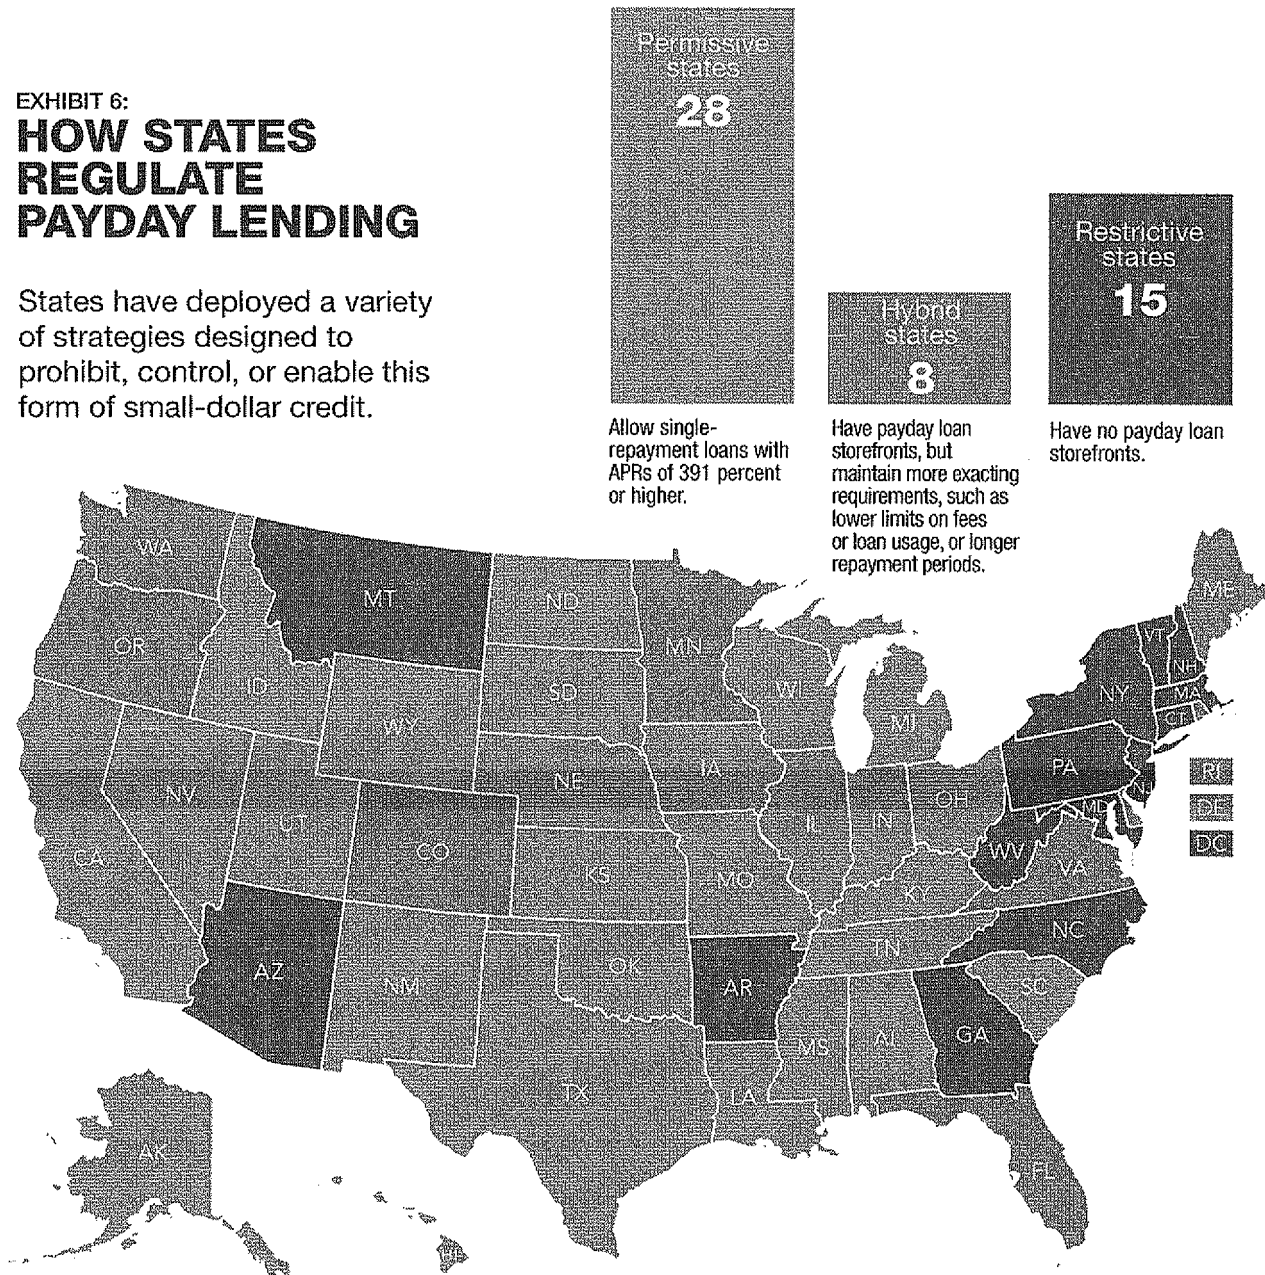 EXHIBIT 6:
HOW STATES
REGULATE
PAYDAY LENDING
States have deployed a variety
of strategies designed to
prohibit, control, or enable this
form of small-dollar credit.
Permissive
states
28
Allow single-
repayment loans with
APRs of 391 percent
or higher.
Hybrid
states
8
Have payday loan
storefronts, but
maintain more exacting
requirements, such as
lower limits on fees
or loan usage, or longer
repayment periods.
Restrictive
states
15
Have no payday loan
storefronts.
WA
MT
ND
MN
ME
OR
ID
SD
WI
VT
NH
NY
MA
WY
MI
CT
NV
NE
IA
PA
RI
UT
CO
IL
IN
OH
NJ
DE
MD
CA
KS
MO
WV
VA
DC
KY
AZ
NM
OK
TN
NC
AR
SC
MS
AL
GA
TX
LA
AK
FL
HI